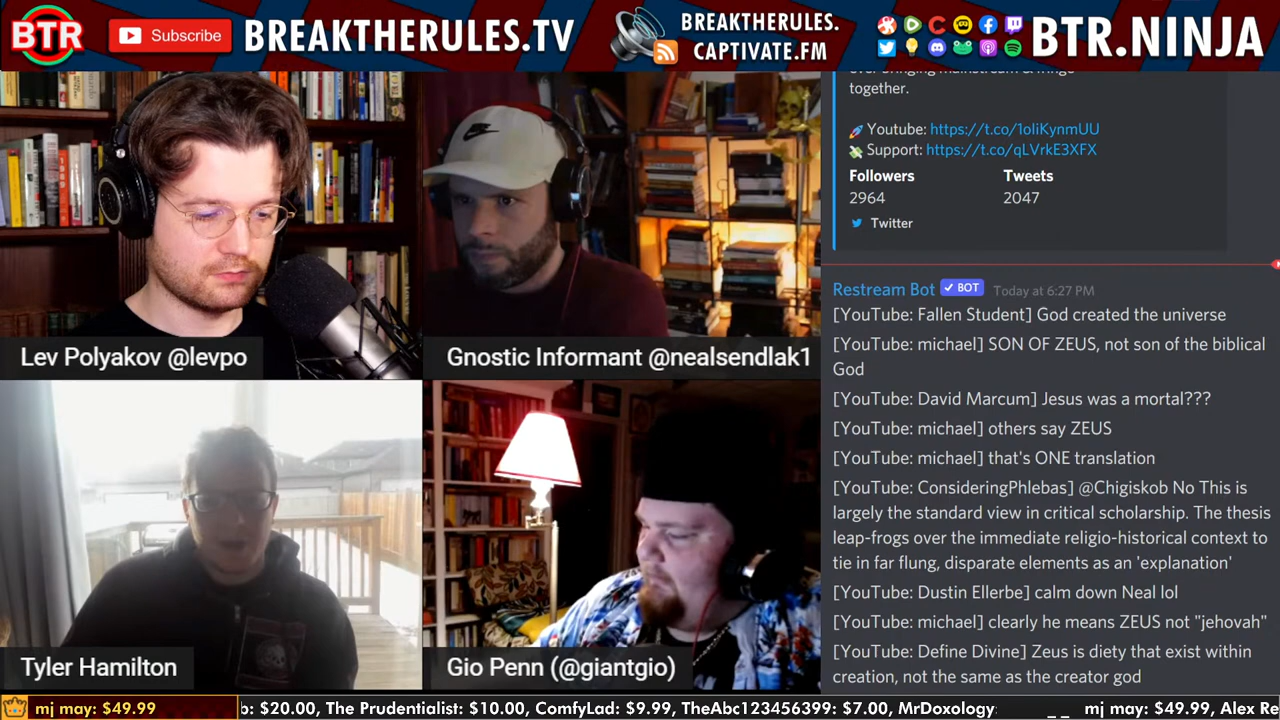 BTR
Subscribe
BREAKTHERULES.TV
BREAKTHERULES.
CAPTIVATE.FM
BTR.NINJA
together.
Youtube: https://t.co/1oIiKynmUU
Support: https://t.co/qLVrkE3XFX
Followers Tweets
2964 2047
Twitter
Restream Bot BOT Today at 6:27 PM
[YouTube: Fallen Student] God created the universe
[YouTube: michael] SON OF ZEUS, not son of the biblical
God
[YouTube: David Marcum] Jesus was a mortal???
[YouTube: michael] others say ZEUS
[YouTube: michael] that's ONE translation
[YouTube: ConsideringPhlebas] @Chigiskob No This is
largely the standard view in critical scholarship. The thesis
leap-frogs over the immediate religio-historical context to
tie in far flung, disparate elements as an 'explanation'
[YouTube: Dustin Ellerbe] calm down Neal lol
[YouTube: michael] clearly he means ZEUS not "jehovah"
[YouTube: Define Divine] Zeus is diety that exist within
creation, not the same as the creator god
Lev Polyakov @levpo
Gnostic Informant @nealsendlak1
Tyler Hamilton
Gio Penn (@giantgio)
mj may: $49.99
b: $20.00, The Prudentialist: $10.00, ComfyLad: $9.99, TheAbc123456399: $7.00, MrDoxology: _ _ mj may: $49.99, Alex Re